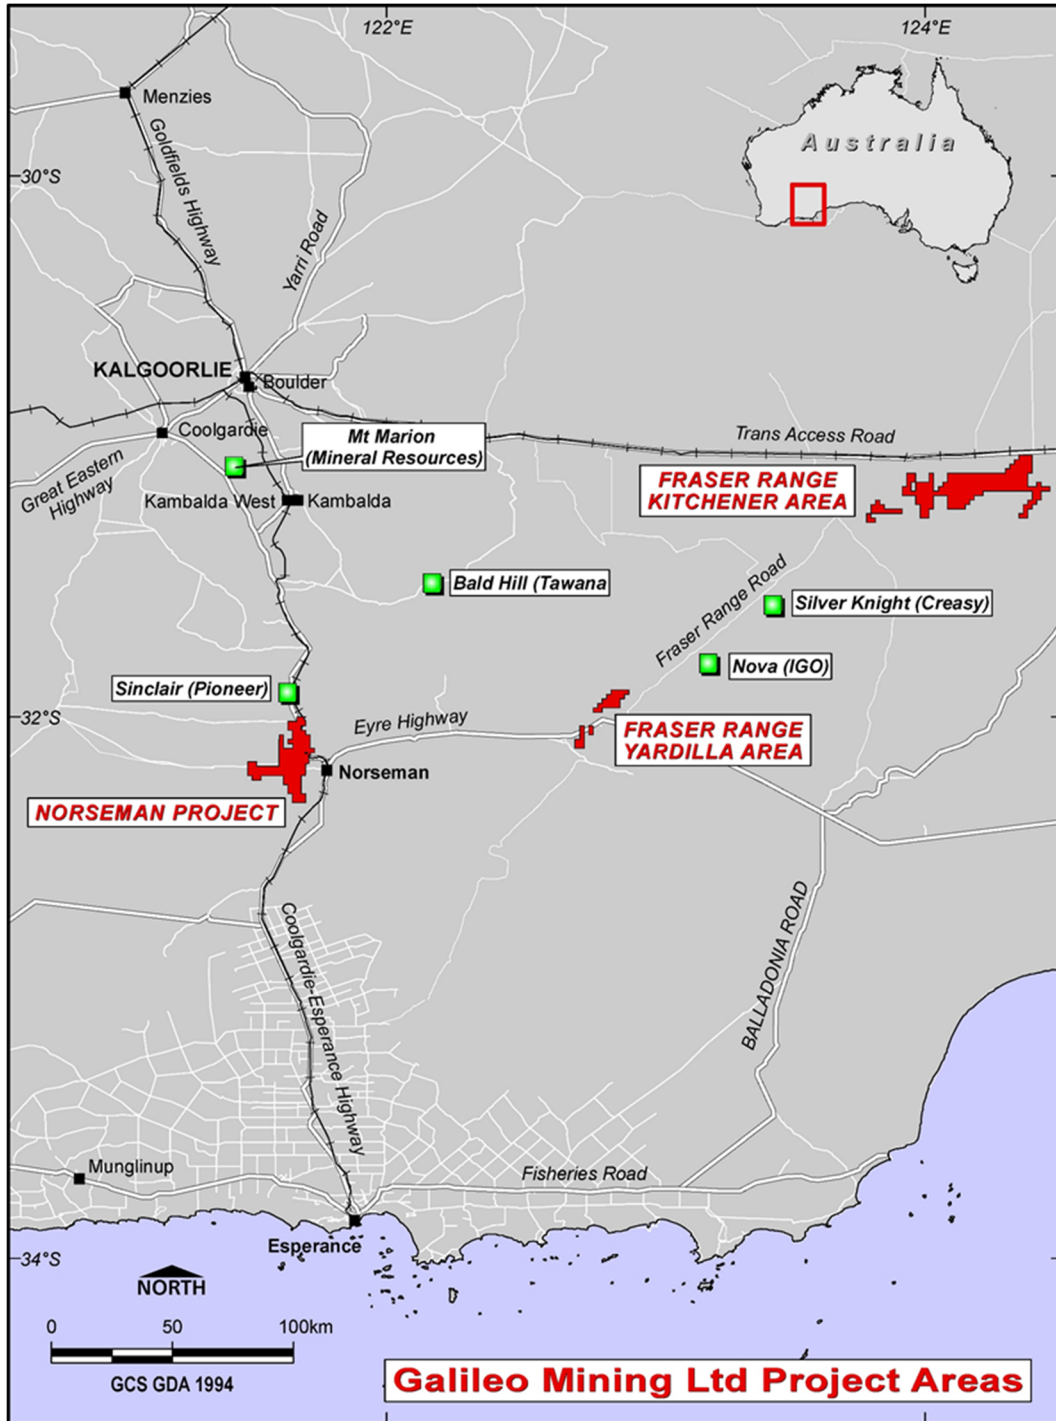 122°E
124°E
Menzies
Goldfields Highway
Australia
30°S
Yarri Road
KALGOORLIE
Boulder
Coolgardie
Mt Marion
(Mineral Resources)
Trans Access Road
Great Eastern
Highway
FRASER RANGE
KITCHENER AREA
Kambalda West
Kambalda
Bald Hill (Tawana
Fraser Range Road
Silver Knight (Creasy)
Nova (IGO)
Sinclair (Pioneer)
32°S
Eyre Highway
FRASER RANGE
YARDILLA AREA
Norseman
NORSEMAN PROJECT
Coolgardie-Esperance Highway
BALLADONIA ROAD
Munglinup
Fisheries Road
Esperance
34°S
NORTH
0 50 100km
GCS GDA 1994
Galileo Mining Ltd Project Areas